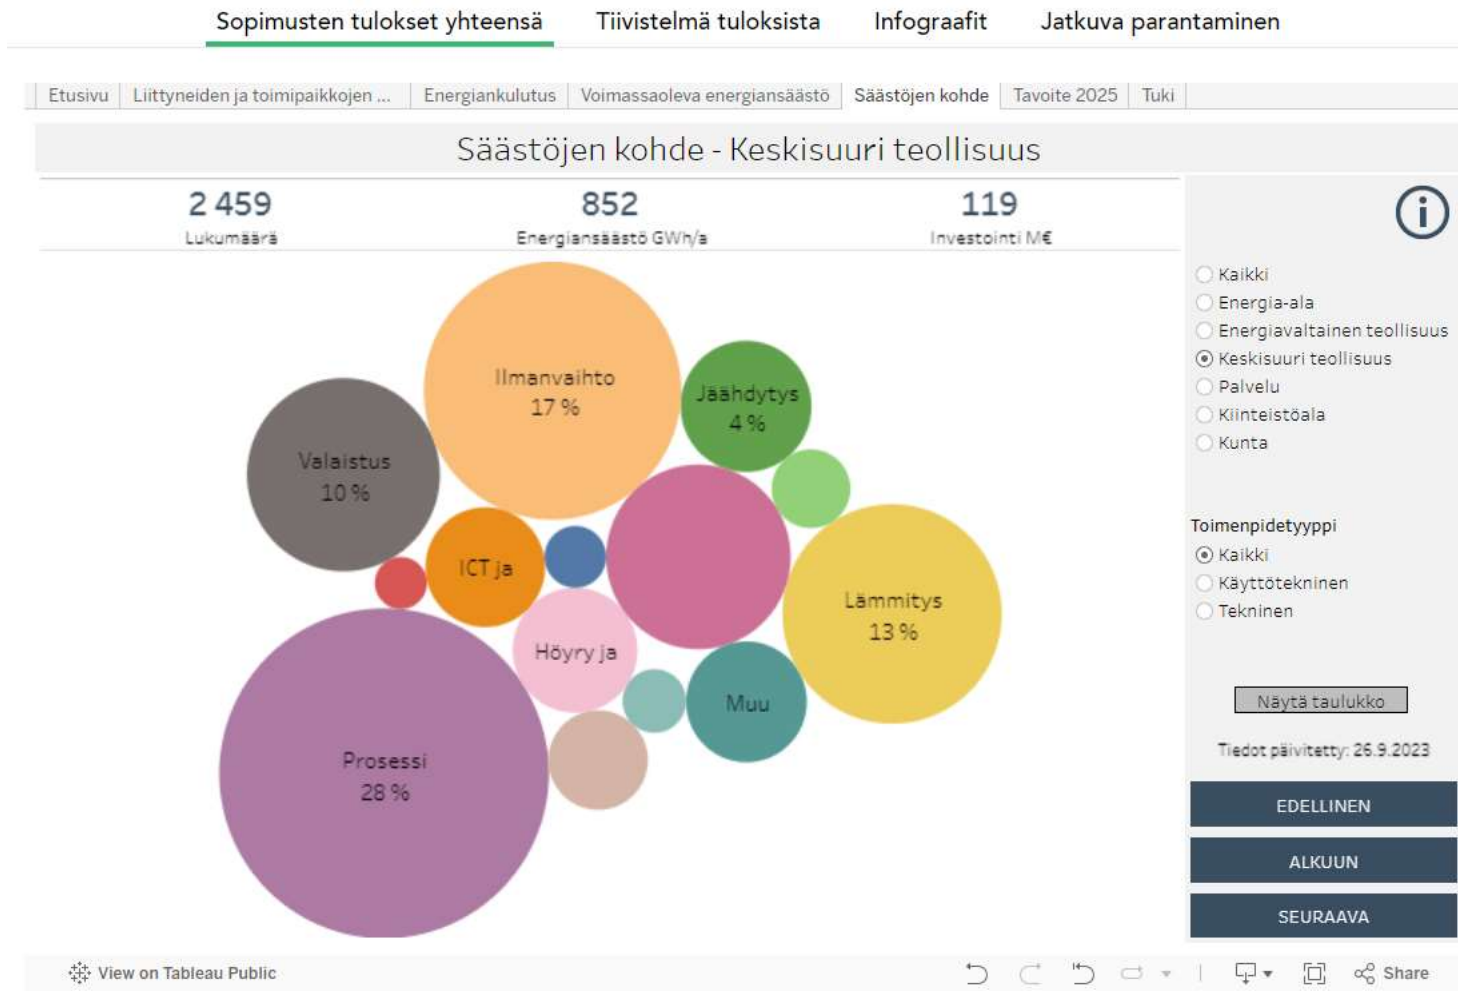 Sopimusten tulokset yhteensä Tiivistelmä tuloksista Infograafit Jatkuva parantaminen
Etusivu Liittyneiden ja toimipaikkojen ... Energiankulutus Voimassaoleva energiansäästö Säästöjen kohde Tavoite 2025 Tuki
Säästöjen kohde - Keskisuuri teollisuus
2 459 852 119
Lukumäärä Energiansäästö GWh/a Investointi M€
Kaikki
Energia-ala
Energiavaltainen teollisuus
Keskisuuri teollisuus
Palvelu
Kiinteistöala
Kunta
Toimenpidetyyppi
Kaikki
Käyttötekninen
Tekninen
Näytä taulukko
Tiedot päivitetty: 26.9.2023
EDELLINEN
ALKUUN
SEURAAVA
Ilmanvaihto
17 %
Jäähdytys
4 %
Valaistus
10 %
ICT ja
Lämmitys
13 %
Höyry ja
Muu
Prosessi
28 %
View on Tableau Public
Share